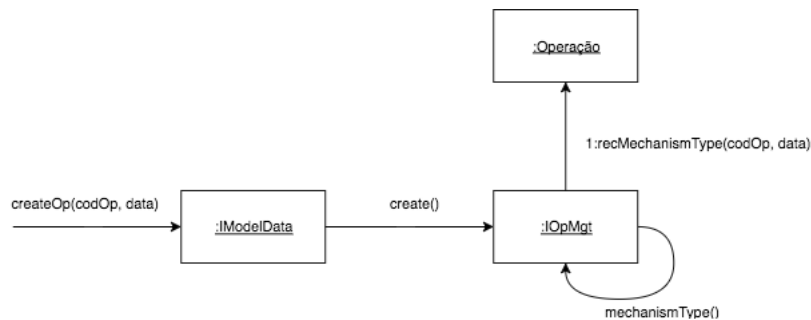 :Operação
1:recMechanismType(codOp, data)
createOp(codOp, data)
:IModelData
create()
:IOpMgt
mechanismType()